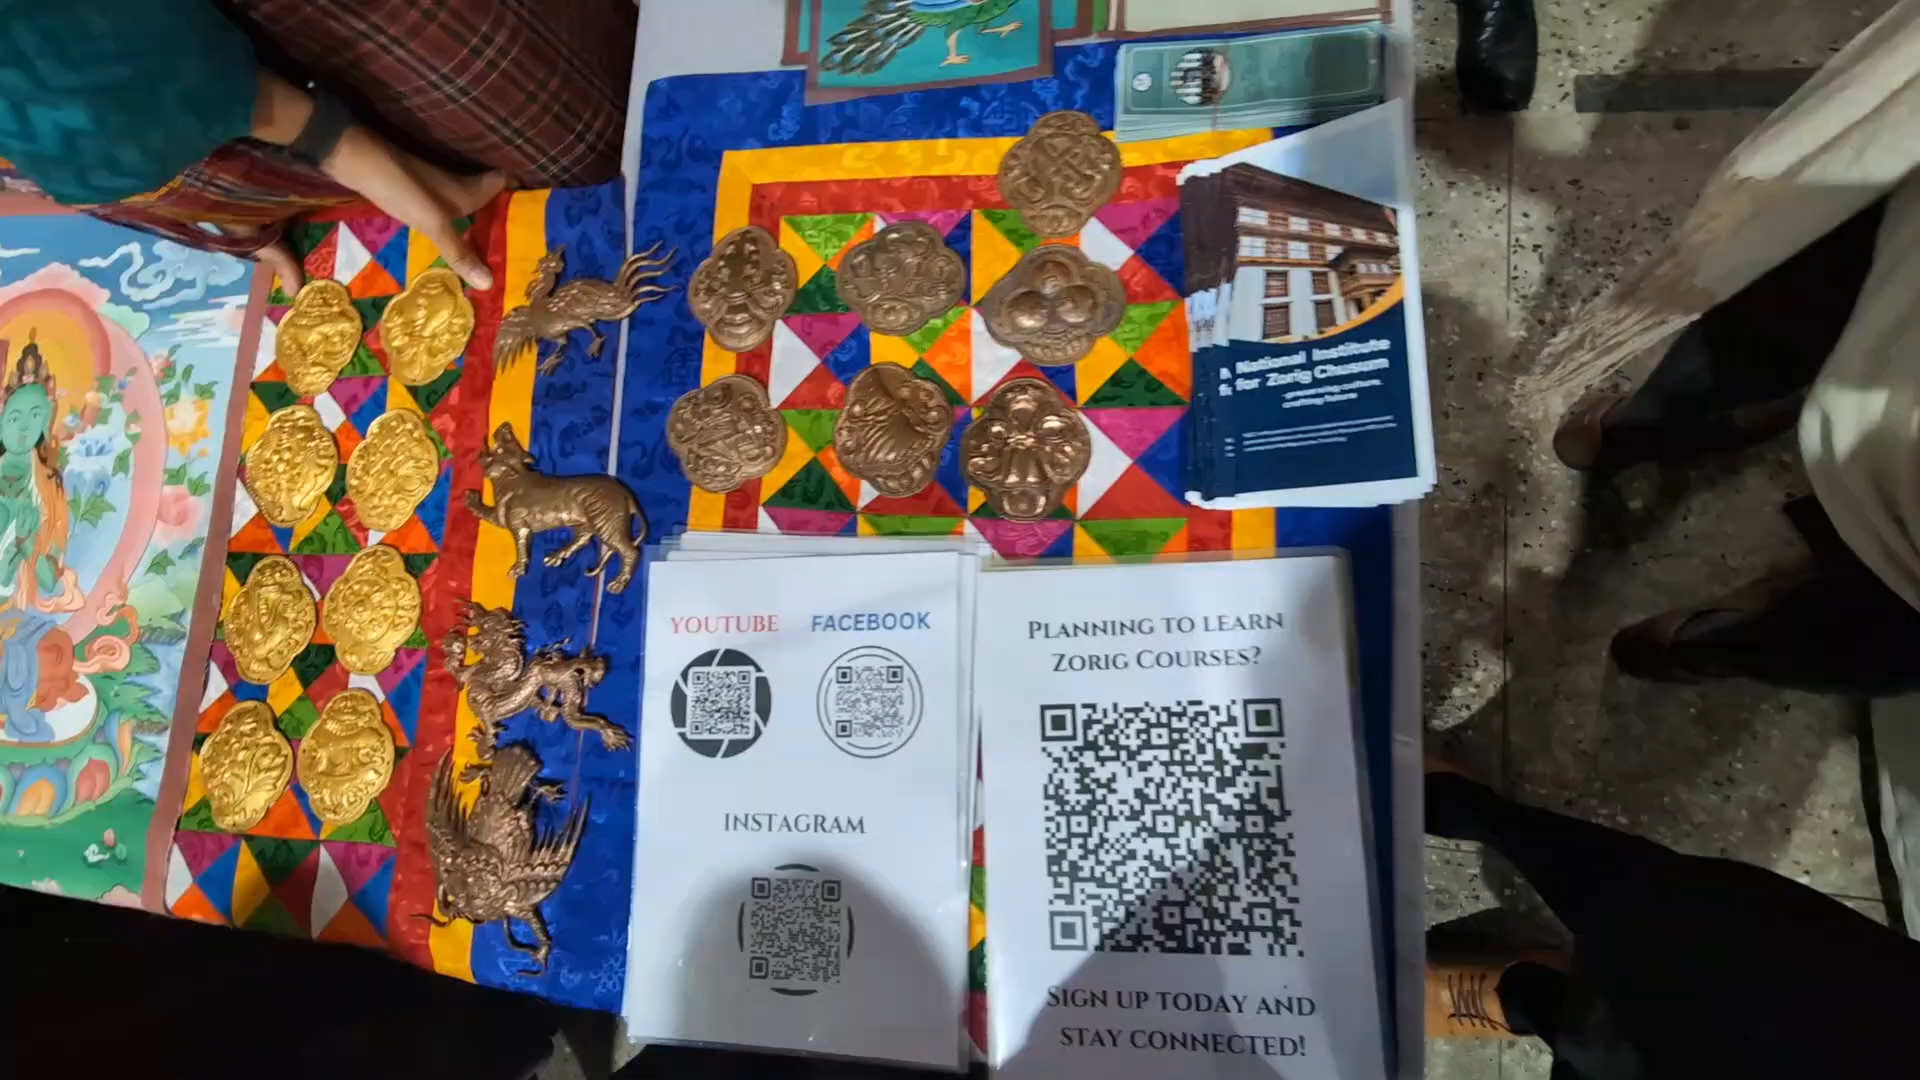 National Institute
for Zorig Chusum
YOUTUBE FACEBOOK
INSTAGRAM
PLANNING TO LEARN
ZORIG COURSES?
SIGN UP TODAY AND
STAY CONNECTED!